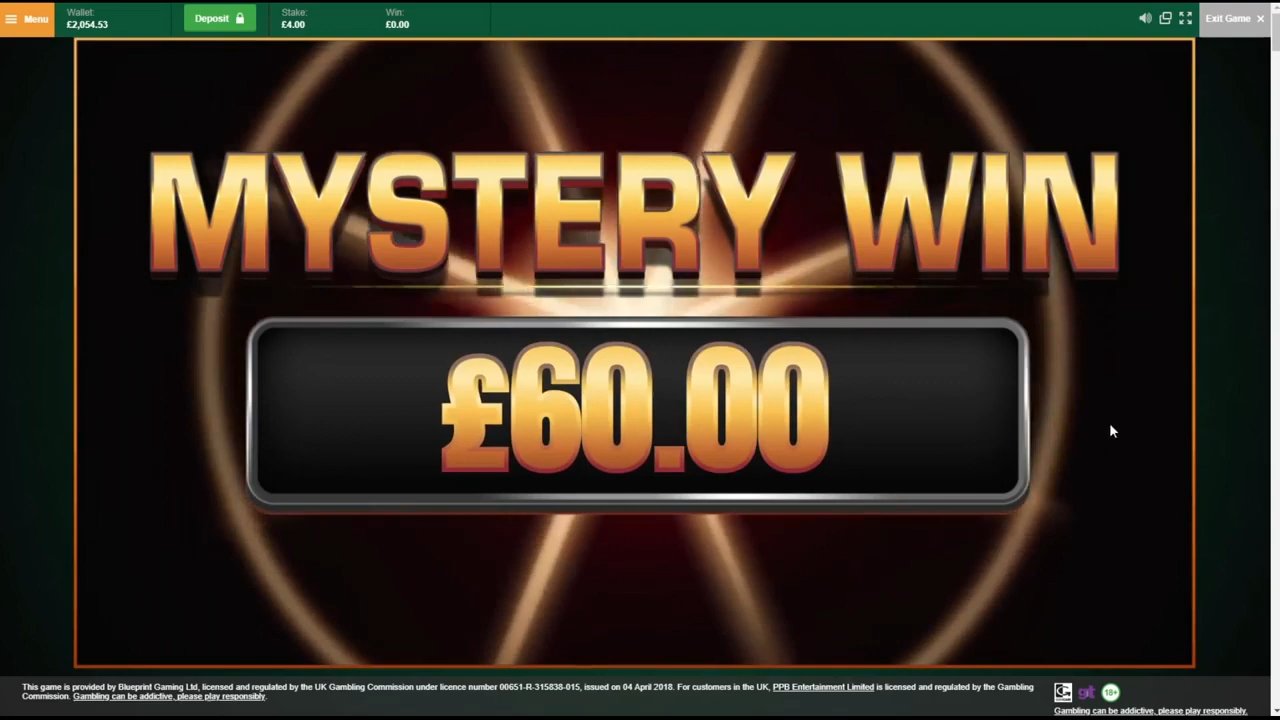 Menu
Wallet:
£2,054.53
Deposit
Stake:
£4.00
Win:
£0.00
Exit Game ×
MYSTERY WIN
£60.00
This game is provided by Blueprint Gaming Ltd, licensed and regulated by the UK Gambling Commission under licence number 00651-R-315838-015, issued on 04 April 2018. For customers in the UK, PPB Entertainment Limited is licensed and regulated by the Gambling
Commission. Gambling can be addictive, please play responsibly.
18+
Gambling can be addictive, please play responsibly.